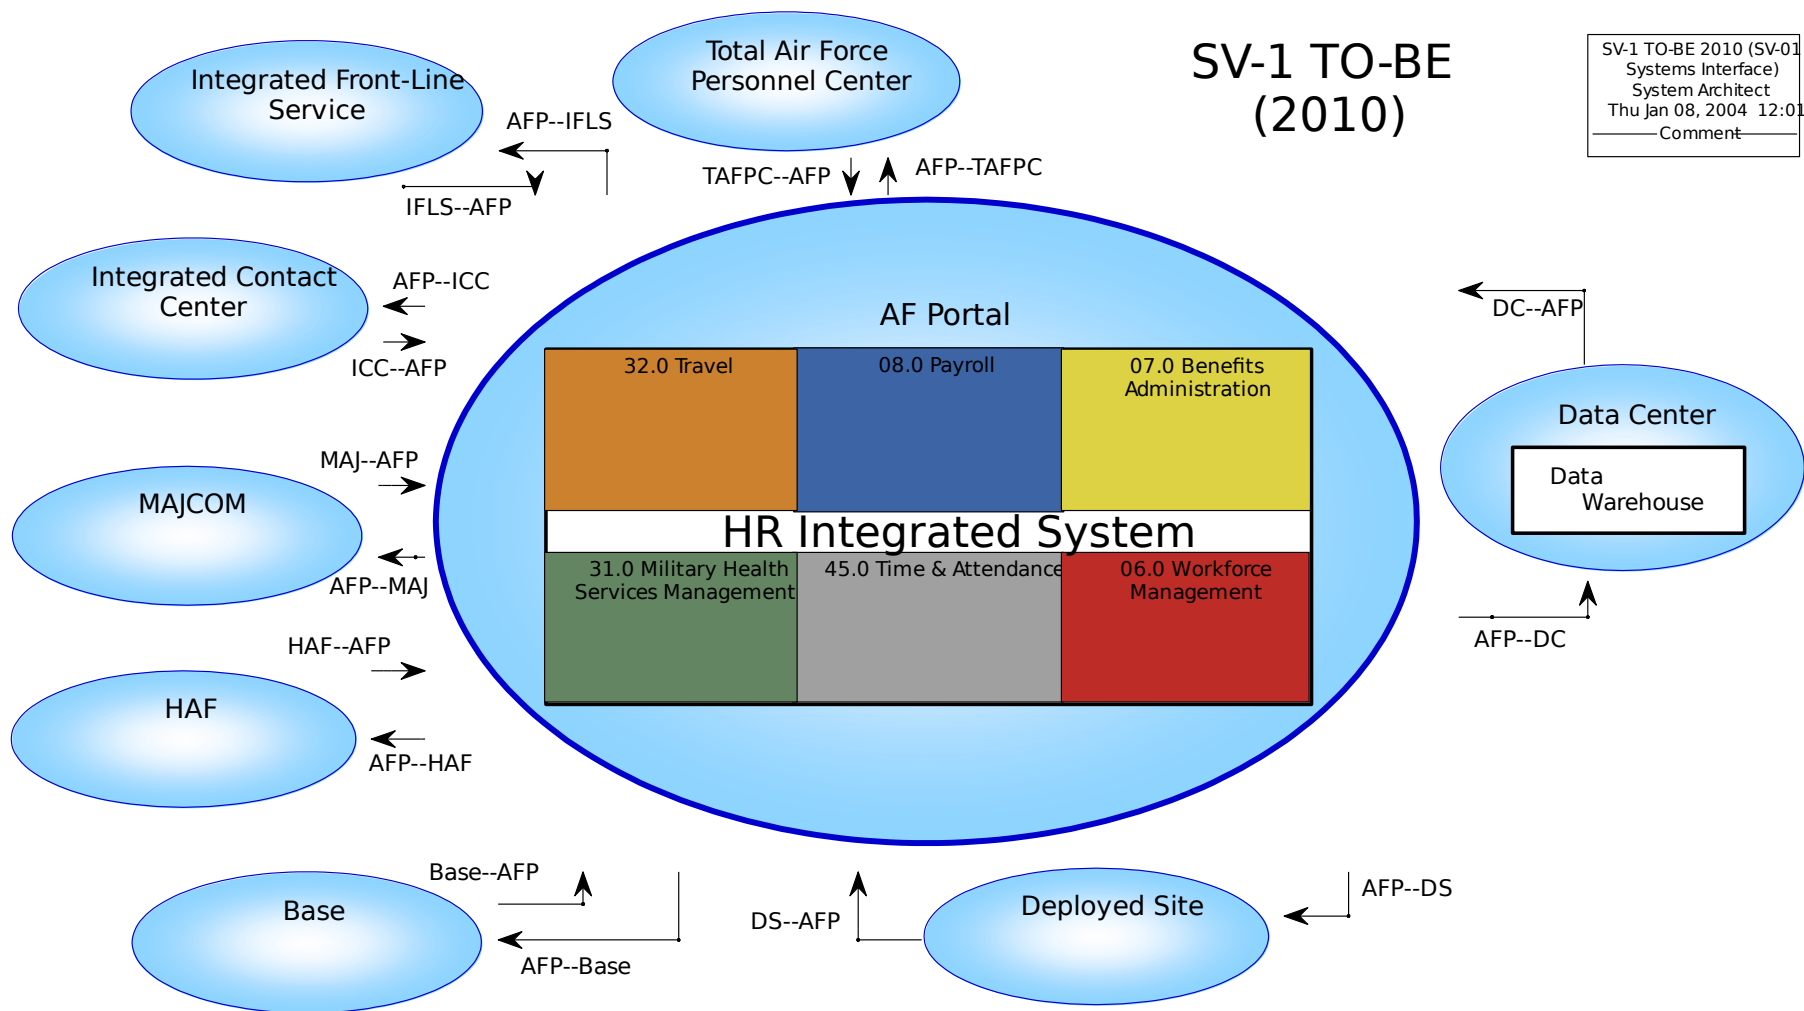 Integrated Front-Line
Service
Total Air Force
Personnel Center
SV-1 TO-BE
(2010)
SV-1 TO-BE 2010 (SV-01
Systems Interface)
System Architect
Thu Jan 08, 2004 12:01
Comment
AFP--IFLS
IFLS--AFP
TAFPC--AFP
AFP--TAFPC
Integrated Contact
Center
AFP--ICC
ICC--AFP
AF Portal
DC--AFP
32.0 Travel
08.0 Payroll
07.0 Benefits
Administration
Data Center
Data
Warehouse
MAJCOM
MAJ--AFP
AFP--MAJ
HR Integrated System
31.0 Military Health
Services Management
45.0 Time & Attendance
06.0 Workforce
Management
AFP--DC
HAF
HAF--AFP
AFP--HAF
Base
Base--AFP
AFP--Base
DS--AFP
Deployed Site
AFP--DS